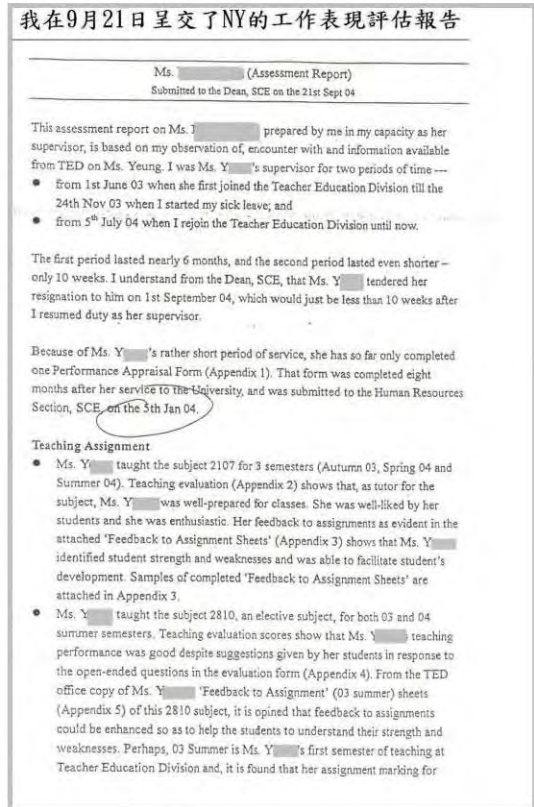 我在9月21日呈交了NY的工作表現評估報告
Ms. (Assessment Report)
Submitted to the Dean, SCE on the 21st Sept 04
This assessment report on Ms. prepared by me in my capacity as her
supervisor, is based on my observation of, encounter with and information available
from TED on Ms. Yeung. I was Ms. Y's supervisor for two periods of time ---
● from 1st June 03 when she first joined the Teacher Education Division till the
24th Nov 03 when I started my sick leave; and
● from 5th July 04 when I rejoin the Teacher Education Division until now.
The first period lasted nearly 6 months, and the second period lasted even shorter –
only 10 weeks. I understand from the Dean, SCE, that Ms. Y tendered her
resignation to him on 1st September 04, which would just be less than 10 weeks after
I resumed duty as her supervisor.
Because of Ms. Y's rather short period of service, she has so far only completed
one Performance Appraisal Form (Appendix 1). That form was completed eight
months after her service to the University, and was submitted to the Human Resources
Section, SCE, on the 5th Jan 04.
Teaching Assignment
● Ms. Y taught the subject 2107 for 3 semesters (Autumn 03, Spring 04 and
Summer 04). Teaching evaluation (Appendix 2) shows that, as tutor for the
subject, Ms. Y was well-prepared for classes. She was well-liked by her
students and she was enthusiastic. Her feedback to assignments as evident in the
attached 'Feedback to Assignment Sheets' (Appendix 3) shows that Ms. Y
identified student strength and weaknesses and was able to facilitate student's
development. Samples of completed 'Feedback to Assignment Sheets' are
attached in Appendix 3.
● Ms. Y taught the subject 2810, an elective subject, for both 03 and 04
summer semesters. Teaching evaluation scores show that Ms. teaching
performance was good despite suggestions given by her students in response to
the open-ended questions in the evaluation form (Appendix 4). From the TED
office copy of Ms. Y 'Feedback to Assignment' (03 summer) sheets
(Appendix 5) of this 2810 subject, it is opined that feedback to assignments
could be enhanced so as to help the students to understand their strength and
weaknesses. Perhaps, 03 Summer is Ms. Y's first semester of teaching at
Teacher Education Division and, it is found that her assignment marking for